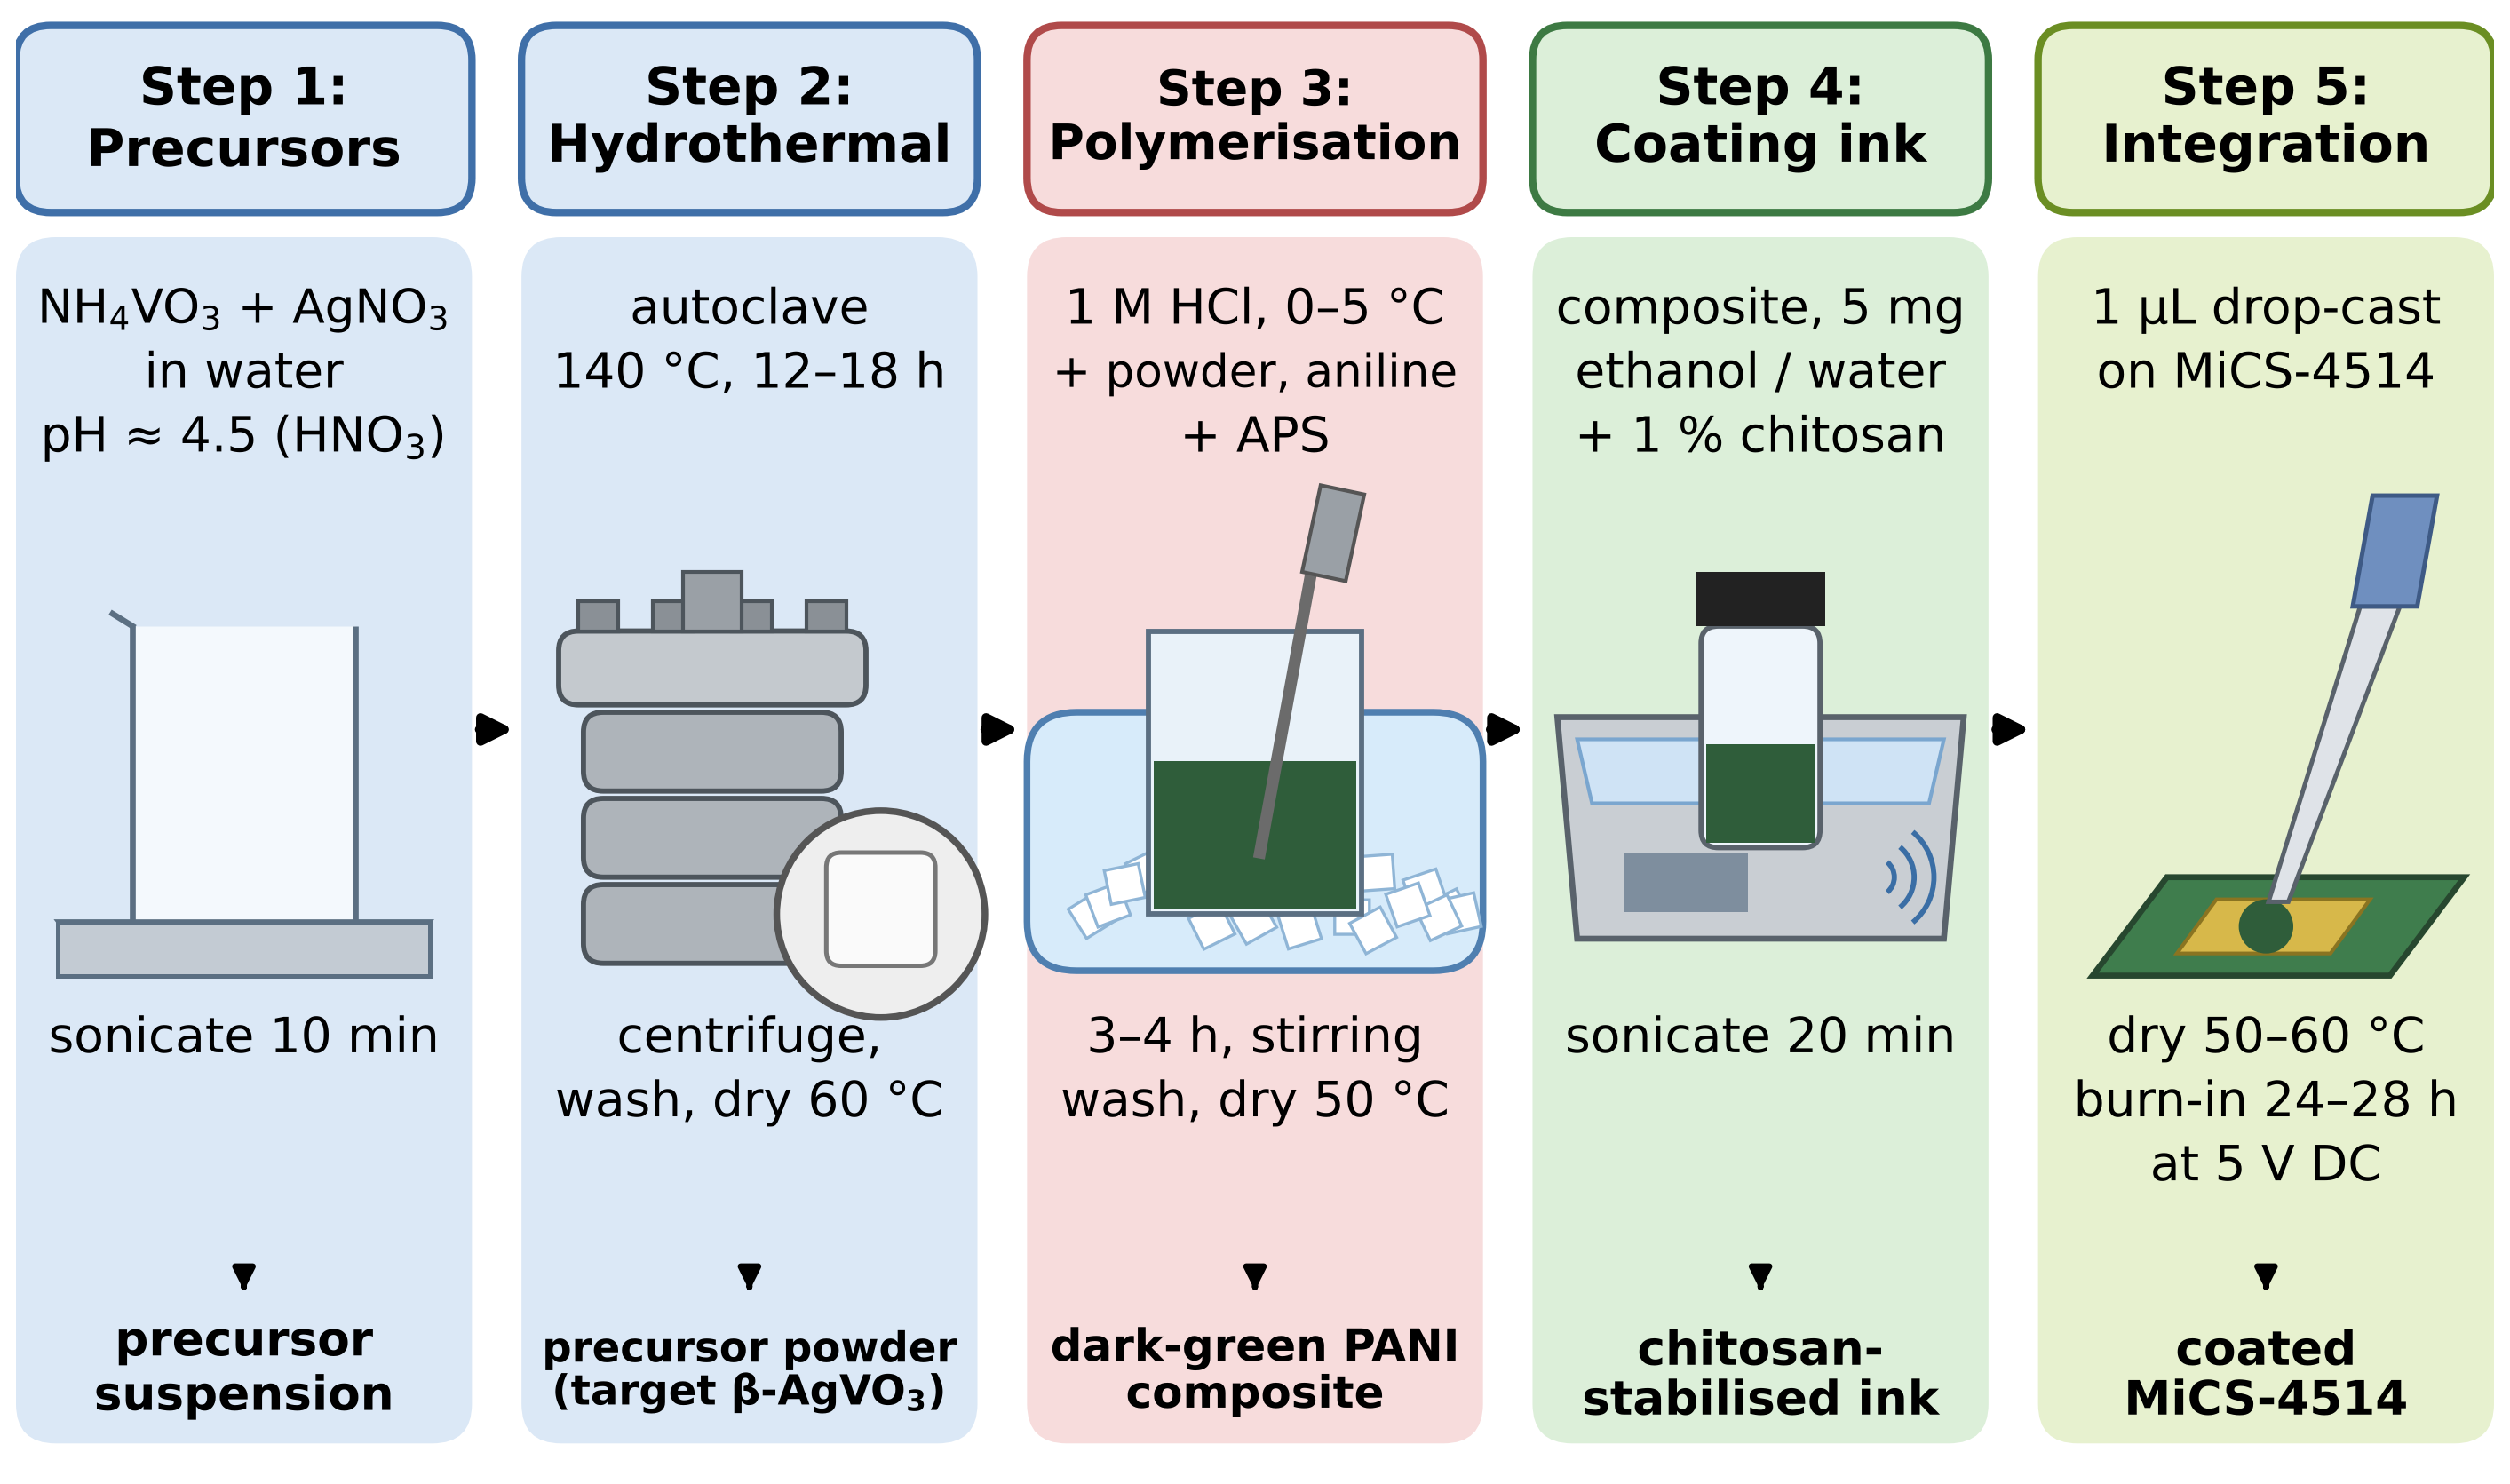 Step 1:
Precursors
NH₄VO₃ + AgNO₃
in water
pH ≈ 4.5 (HNO₃)
sonicate 10 min
precursor
suspension
Step 2:
Hydrothermal
autoclave
140 °C, 12–18 h
centrifuge,
wash, dry 60 °C
precursor powder
(target β-AgVO₃)
Step 3:
Polymerisation
1 M HCl, 0–5 °C
+ powder, aniline
+ APS
3–4 h, stirring
wash, dry 50 °C
dark-green PANI
composite
Step 4:
Coating ink
composite, 5 mg
ethanol / water
+ 1 % chitosan
sonicate 20 min
chitosan-
stabilised ink
Step 5:
Integration
1 µL drop-cast
on MiCS-4514
dry 50–60 °C
burn-in 24–28 h
at 5 V DC
coated
MiCS-4514